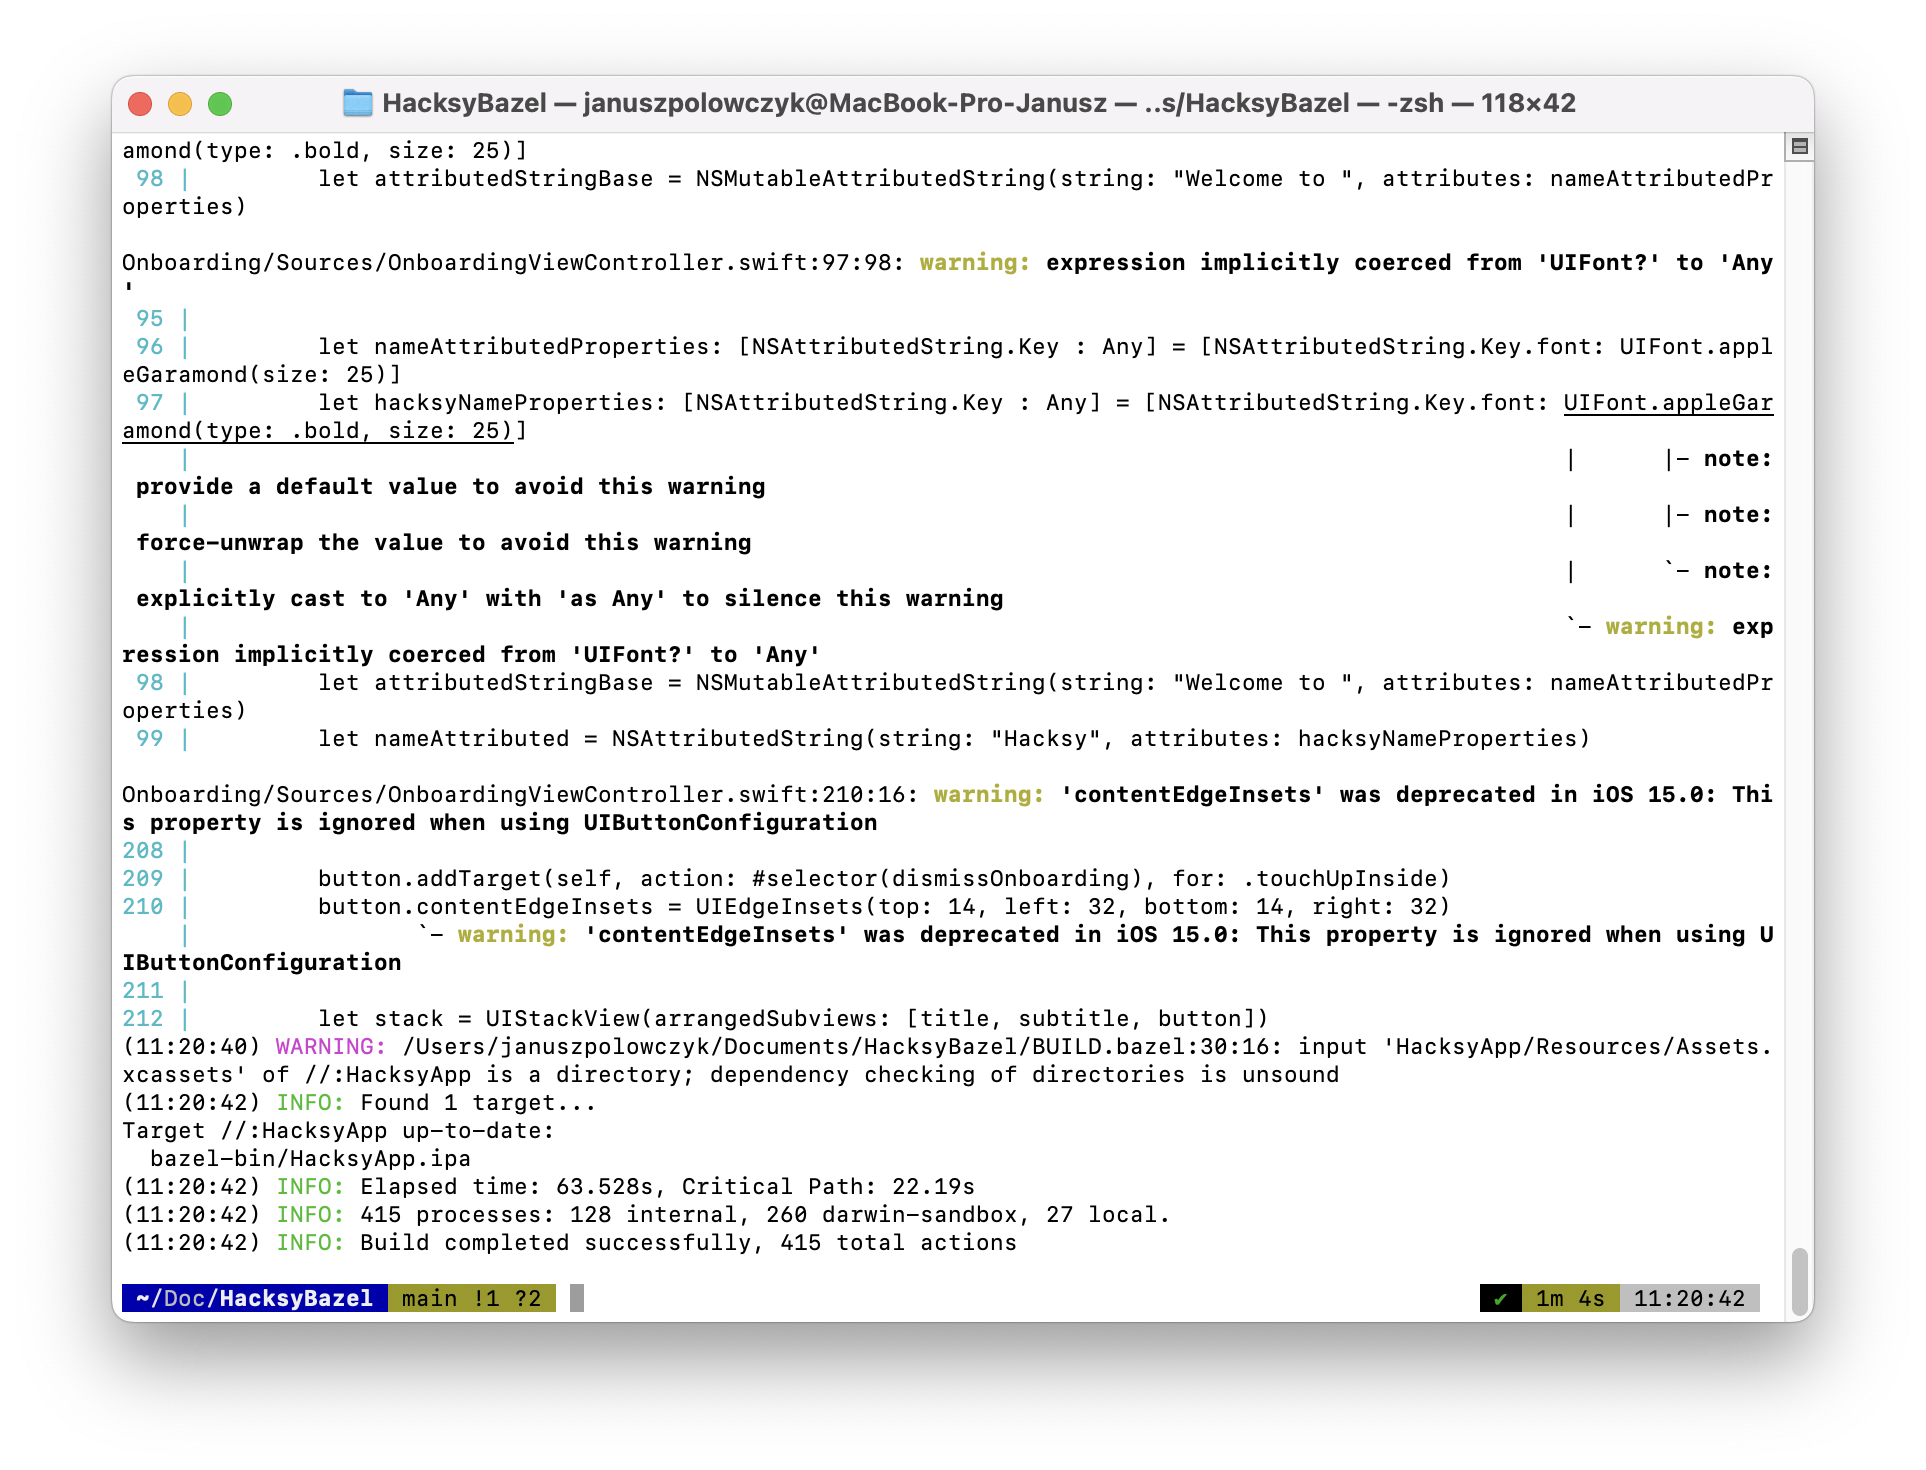 HacksyBazel — januszpolowczyk@MacBook-Pro-Janusz — ..s/HacksyBazel — -zsh — 118×42
amond(type: .bold, size: 25)]
 98 |         let attributedStringBase = NSMutableAttributedString(string: "Welcome to ", attributes: nameAttributedPr
operties)
Onboarding/Sources/OnboardingViewController.swift:97:98: warning: expression implicitly coerced from 'UIFont?' to 'Any
'
 95 |
 96 |         let nameAttributedProperties: [NSAttributedString.Key : Any] = [NSAttributedString.Key.font: UIFont.appl
eGaramond(size: 25)]
 97 |         let hacksyNameProperties: [NSAttributedString.Key : Any] = [NSAttributedString.Key.font: UIFont.appleGar
amond(type: .bold, size: 25)]
    |                                                                                                  |      |- note:
 provide a default value to avoid this warning
    |                                                                                                  |      |- note:
 force-unwrap the value to avoid this warning
    |                                                                                                  |      `- note:
 explicitly cast to 'Any' with 'as Any' to silence this warning
    |                                                                                                  `- warning: exp
ression implicitly coerced from 'UIFont?' to 'Any'
 98 |         let attributedStringBase = NSMutableAttributedString(string: "Welcome to ", attributes: nameAttributedPr
operties)
 99 |         let nameAttributed = NSAttributedString(string: "Hacksy", attributes: hacksyNameProperties)
Onboarding/Sources/OnboardingViewController.swift:210:16: warning: 'contentEdgeInsets' was deprecated in iOS 15.0: Thi
s property is ignored when using UIButtonConfiguration
208 |
209 |         button.addTarget(self, action: #selector(dismissOnboarding), for: .touchUpInside)
210 |         button.contentEdgeInsets = UIEdgeInsets(top: 14, left: 32, bottom: 14, right: 32)
    |                `- warning: 'contentEdgeInsets' was deprecated in iOS 15.0: This property is ignored when using U
IButtonConfiguration
211 |
212 |         let stack = UIStackView(arrangedSubviews: [title, subtitle, button])
(11:20:40) WARNING: /Users/januszpolowczyk/Documents/HacksyBazel/BUILD.bazel:30:16: input 'HacksyApp/Resources/Assets.
xcassets' of //:HacksyApp is a directory; dependency checking of directories is unsound
(11:20:42) INFO: Found 1 target...
Target //:HacksyApp up-to-date:
  bazel-bin/HacksyApp.ipa
(11:20:42) INFO: Elapsed time: 63.528s, Critical Path: 22.19s
(11:20:42) INFO: 415 processes: 128 internal, 260 darwin-sandbox, 27 local.
(11:20:42) INFO: Build completed successfully, 415 total actions
~/Doc/HacksyBazel main !1 ?2 ✔ 1m 4s 11:20:42